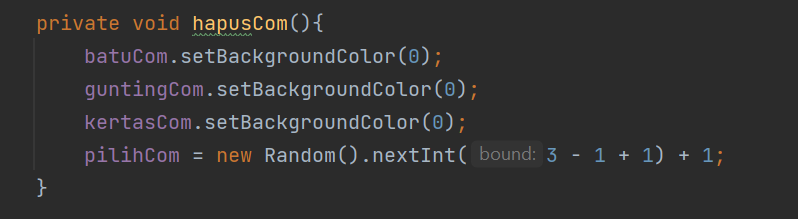 private void hapusCom(){
batuCom.setBackgroundColor(0);
guntingCom.setBackgroundColor(0);
kertasCom.setBackgroundColor(0);
pilihCom = new Random().nextInt( bound: 3 - 1 + 1) + 1;
}